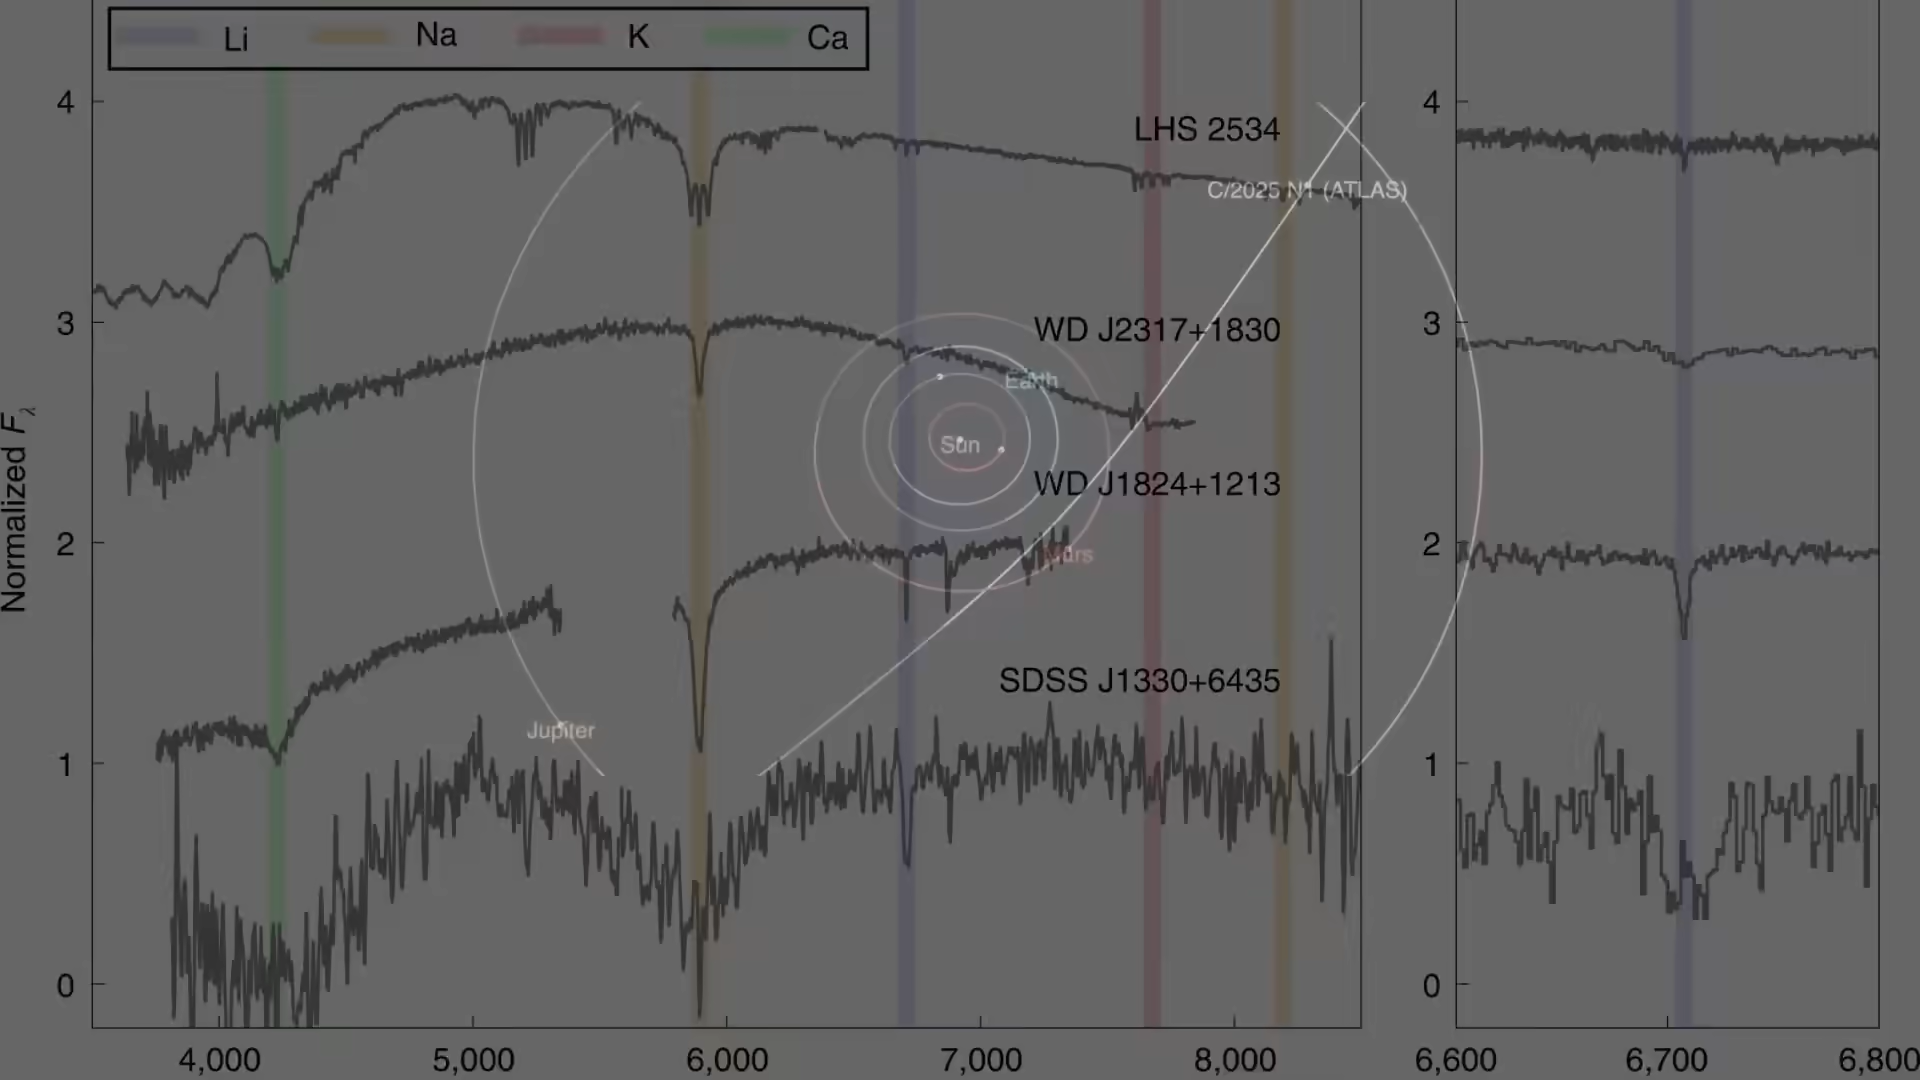 Li Na K Ca
4
3
2
1
0
Normalized Fλ
LHS 2534
C/2025 N1 (ATLAS)
WD J2317+1830
Earth
Sun
WD J1824+1213
Mars
SDSS J1330+6435
Jupiter
4,000 5,000 6,000 7,000 8,000
4
3
2
1
0
6,600 6,700 6,800